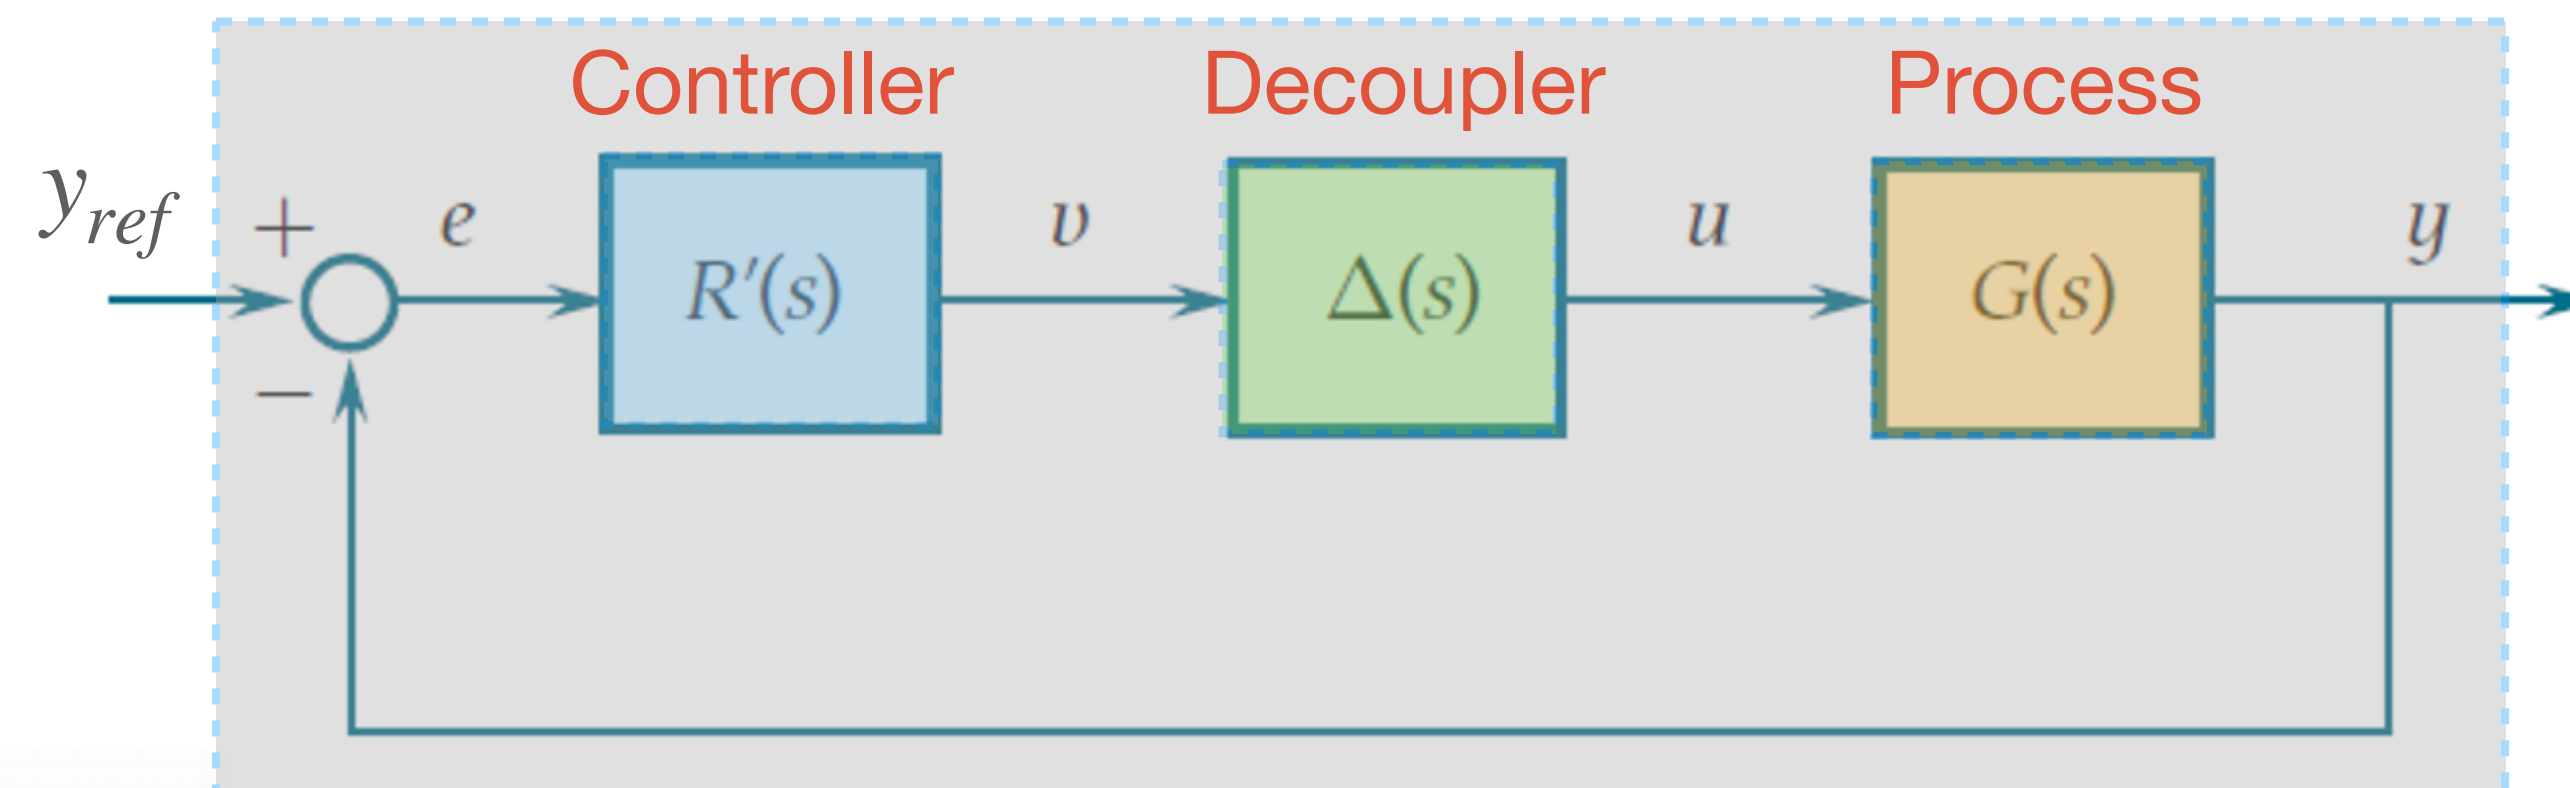 Controller Decoupler Process
y_ref + e v u y
R′(s) Δ(s) G(s)
−